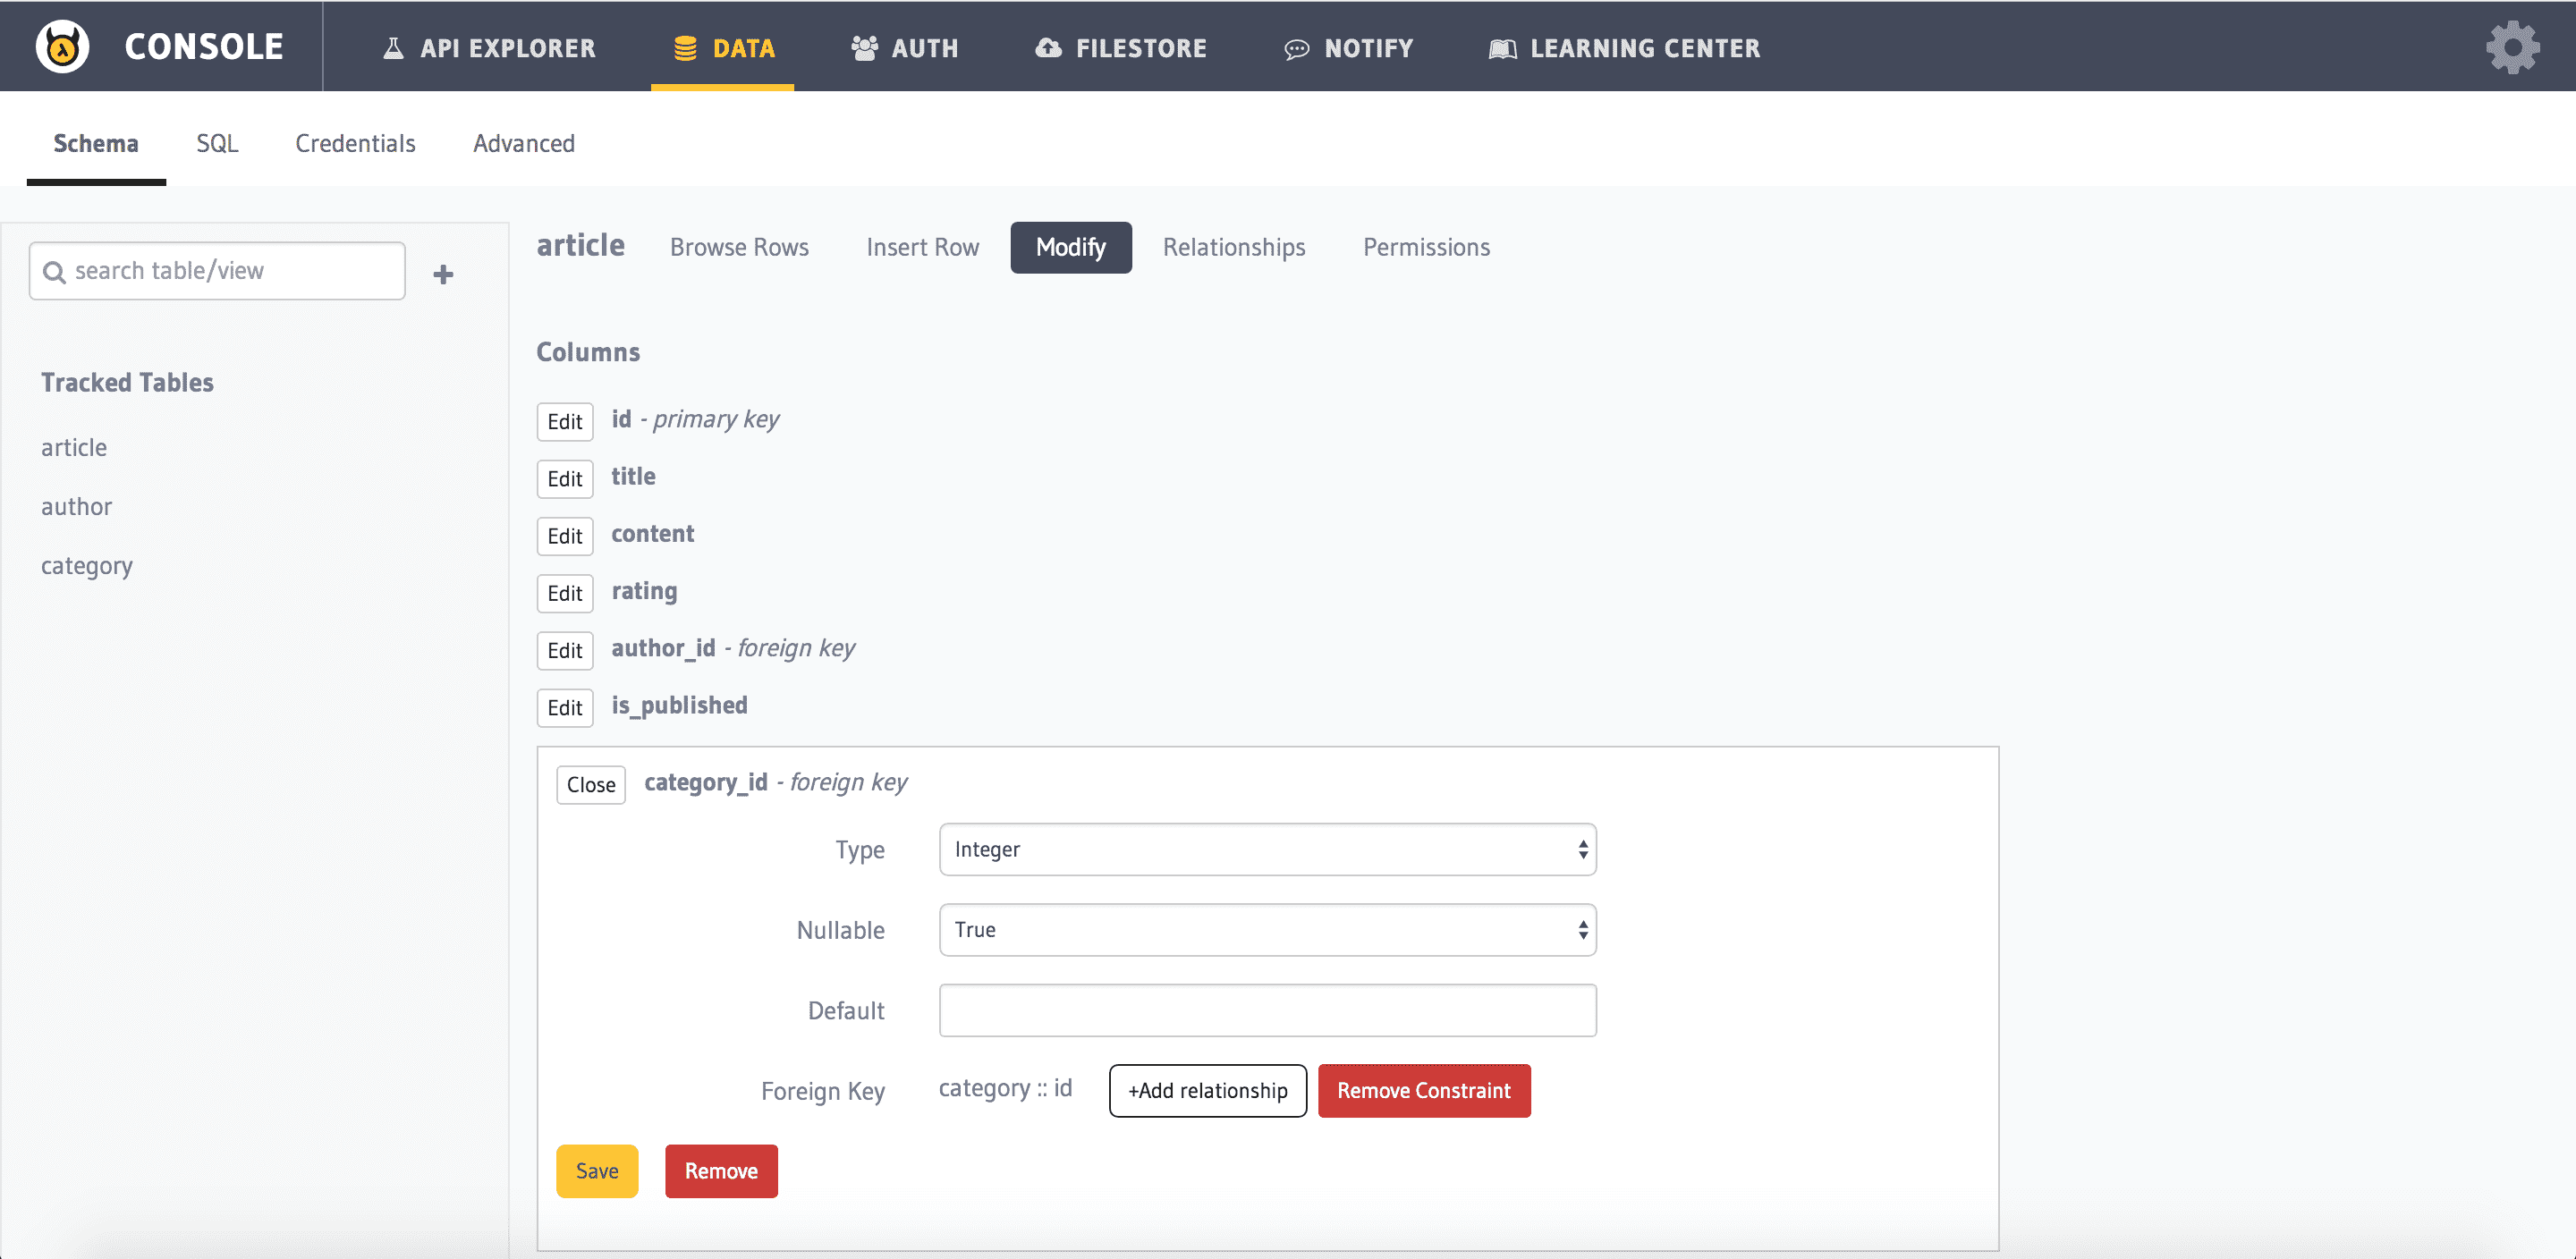 CONSOLE API EXPLORER DATA AUTH FILESTORE NOTIFY LEARNING CENTER
Schema SQL Credentials Advanced
search table/view
Tracked Tables
article
author
category
article Browse Rows Insert Row Modify Relationships Permissions
Columns
Edit id - primary key
Edit title
Edit content
Edit rating
Edit author_id - foreign key
Edit is_published
Close category_id - foreign key
Type Integer
Nullable True
Default
Foreign Key category :: id +Add relationship Remove Constraint
Save Remove